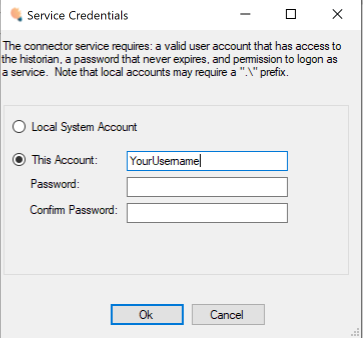 Service Credentials
The connector service requires: a valid user account that has access to
the historian, a password that never expires, and permission to logon as
a service.  Note that local accounts may require a ".\" prefix.
Local System Account
This Account: YourUsername
Password:
Confirm Password:
Ok Cancel